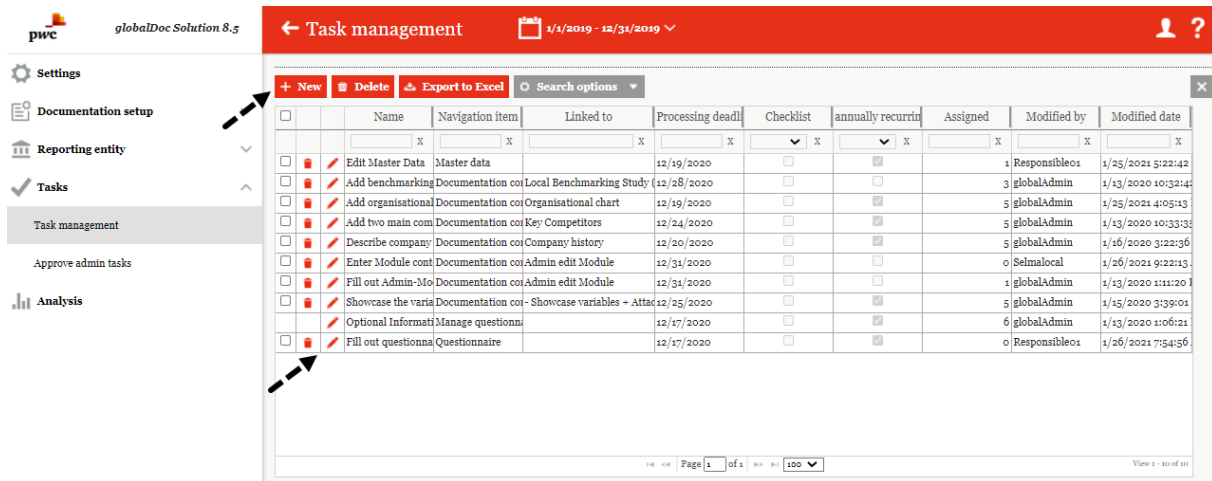 pwc globalDoc Solution 8.5
Task management
1/1/2019 - 12/31/2019
?
Settings
Documentation setup
Reporting entity
Tasks
Task management
Approve admin tasks
Analysis
+ New Delete Export to Excel Search options
Name Navigation item Linked to Processing deadli Checklist annually recurrin Assigned Modified by Modified date
X X X X X X X X X
Edit Master Data Master data 12/19/2020 1 Responsible01 1/25/2021 5:22:42
Add benchmarking Documentation co Local Benchmarking Study ( 12/28/2020 3 globalAdmin 1/13/2020 10:32:42
Add organisational Documentation co Organisational chart 12/19/2020 5 globalAdmin 1/25/2021 4:05:13
Add two main com Documentation co Key Competitors 12/24/2020 5 globalAdmin 1/13/2020 10:33:35
Describe company Documentation co Company history 12/20/2020 5 globalAdmin 1/16/2020 3:22:36
Enter Module cont Documentation co Admin edit Module 12/31/2020 0 Selmalocal 1/26/2021 9:22:13
Fill out Admin-Mo Documentation co Admin edit Module 12/31/2020 1 globalAdmin 1/13/2020 1:11:20
Showcase the varia Documentation co - Showcase variables + Attac 12/25/2020 5 globalAdmin 1/15/2020 3:39:01
Optional Informati Manage questionna 12/17/2020 6 globalAdmin 1/13/2020 1:06:21
Fill out questionna Questionnaire 12/17/2020 0 Responsible01 1/26/2021 7:54:56
Page 1 of 1 100 View 1 - 10 of 10